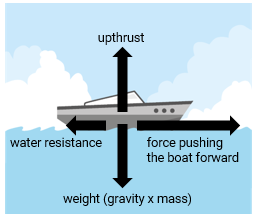 upthrust
water resistance
force pushing
the boat forward
weight (gravity x mass)